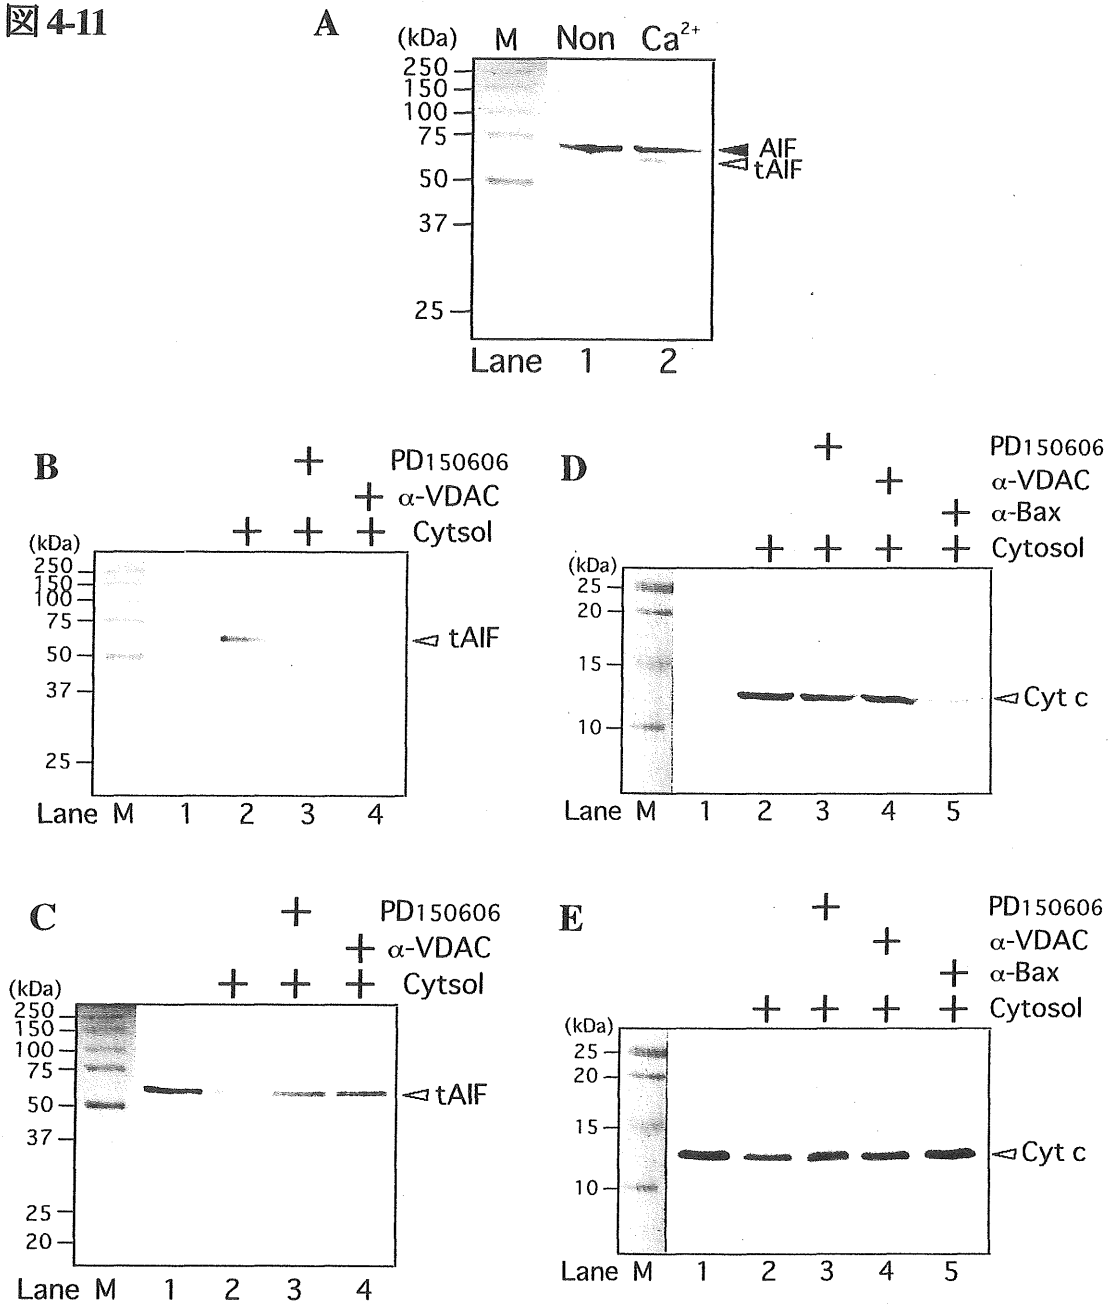 図 4-11
A
(kDa) M Non Ca²⁺
250
150
100
75
50
37
25
AIF
tAIF
Lane 1 2
B
+ PD150606
+ α-VDAC
+ + + Cytsol
(kDa)
250
150
100
75
50
37
25
tAIF
Lane M 1 2 3 4
D
+ PD150606
+ α-VDAC
+ α-Bax
+ + + + Cytosol
(kDa)
25
20
15
10
Cyt c
Lane M 1 2 3 4 5
C
+ PD150606
+ α-VDAC
+ + + Cytsol
(kDa)
250
150
100
75
50
37
25
20
tAIF
Lane M 1 2 3 4
E
+ PD150606
+ α-VDAC
+ α-Bax
+ + + + Cytosol
(kDa)
25
20
15
10
Cyt c
Lane M 1 2 3 4 5